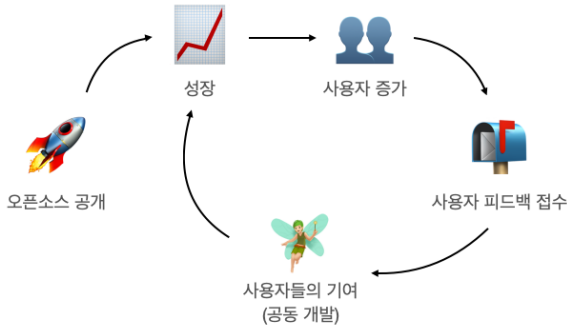 성장
사용자 증가
오픈소스 공개
사용자 피드백 접수
사용자들의 기여
(공동 개발)